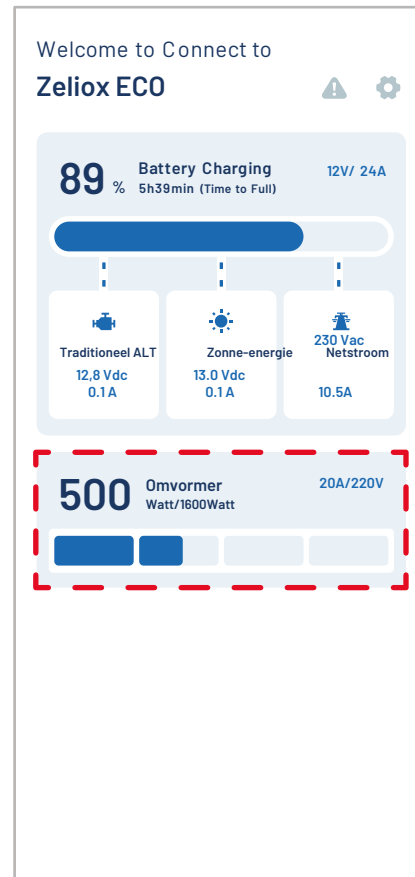 Welcome to Connect to
Zeliox ECO
89 %
Battery Charging
5h39min (Time to Full)
12V/ 24A
Traditioneel ALT
12,8 Vdc
0.1 A
Zonne-energie
13.0 Vdc
0.1 A
230 Vac
Netstroom
10.5A
500
Omvormer
Watt/1600Watt
20A/220V